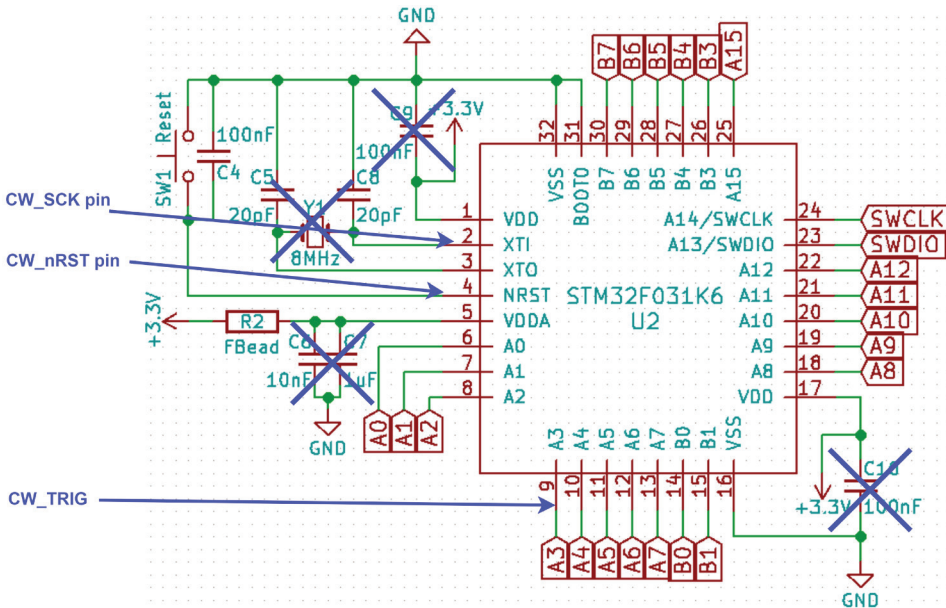 GND
B7
B6
B5
B4
B3
A15
Reset
SW1
100nF
C4
C5
20pF
Y1
8MHz
C8
20pF
C9
100nF
+3.3V
32
31
30
29
28
27
26
25
VSS
BOOT0
B7
B6
B5
B4
B3
A15
CW_SCK pin
CW_nRST pin
1 VDD
2 XTI
3 XTO
4 NRST
5 VDDA
6 A0
7 A1
8 A2
STM32F031K6
U2
A14/SWCLK 24 SWCLK
A13/SWDIO 23 SWDIO
A12 22 A12
A11 21 A11
A10 20 A10
A9 19 A9
A8 18 A8
VDD 17
+3.3V
R2
FBead
C6
10nF
C7
1uF
GND
A0
A1
A2
A3
A4
A5
A6
A7
B0
B1
VSS
CW_TRIG
9
10
11
12
13
14
15
16
A3
A4
A5
A6
A7
B0
B1
C10
100nF
+3.3V
GND